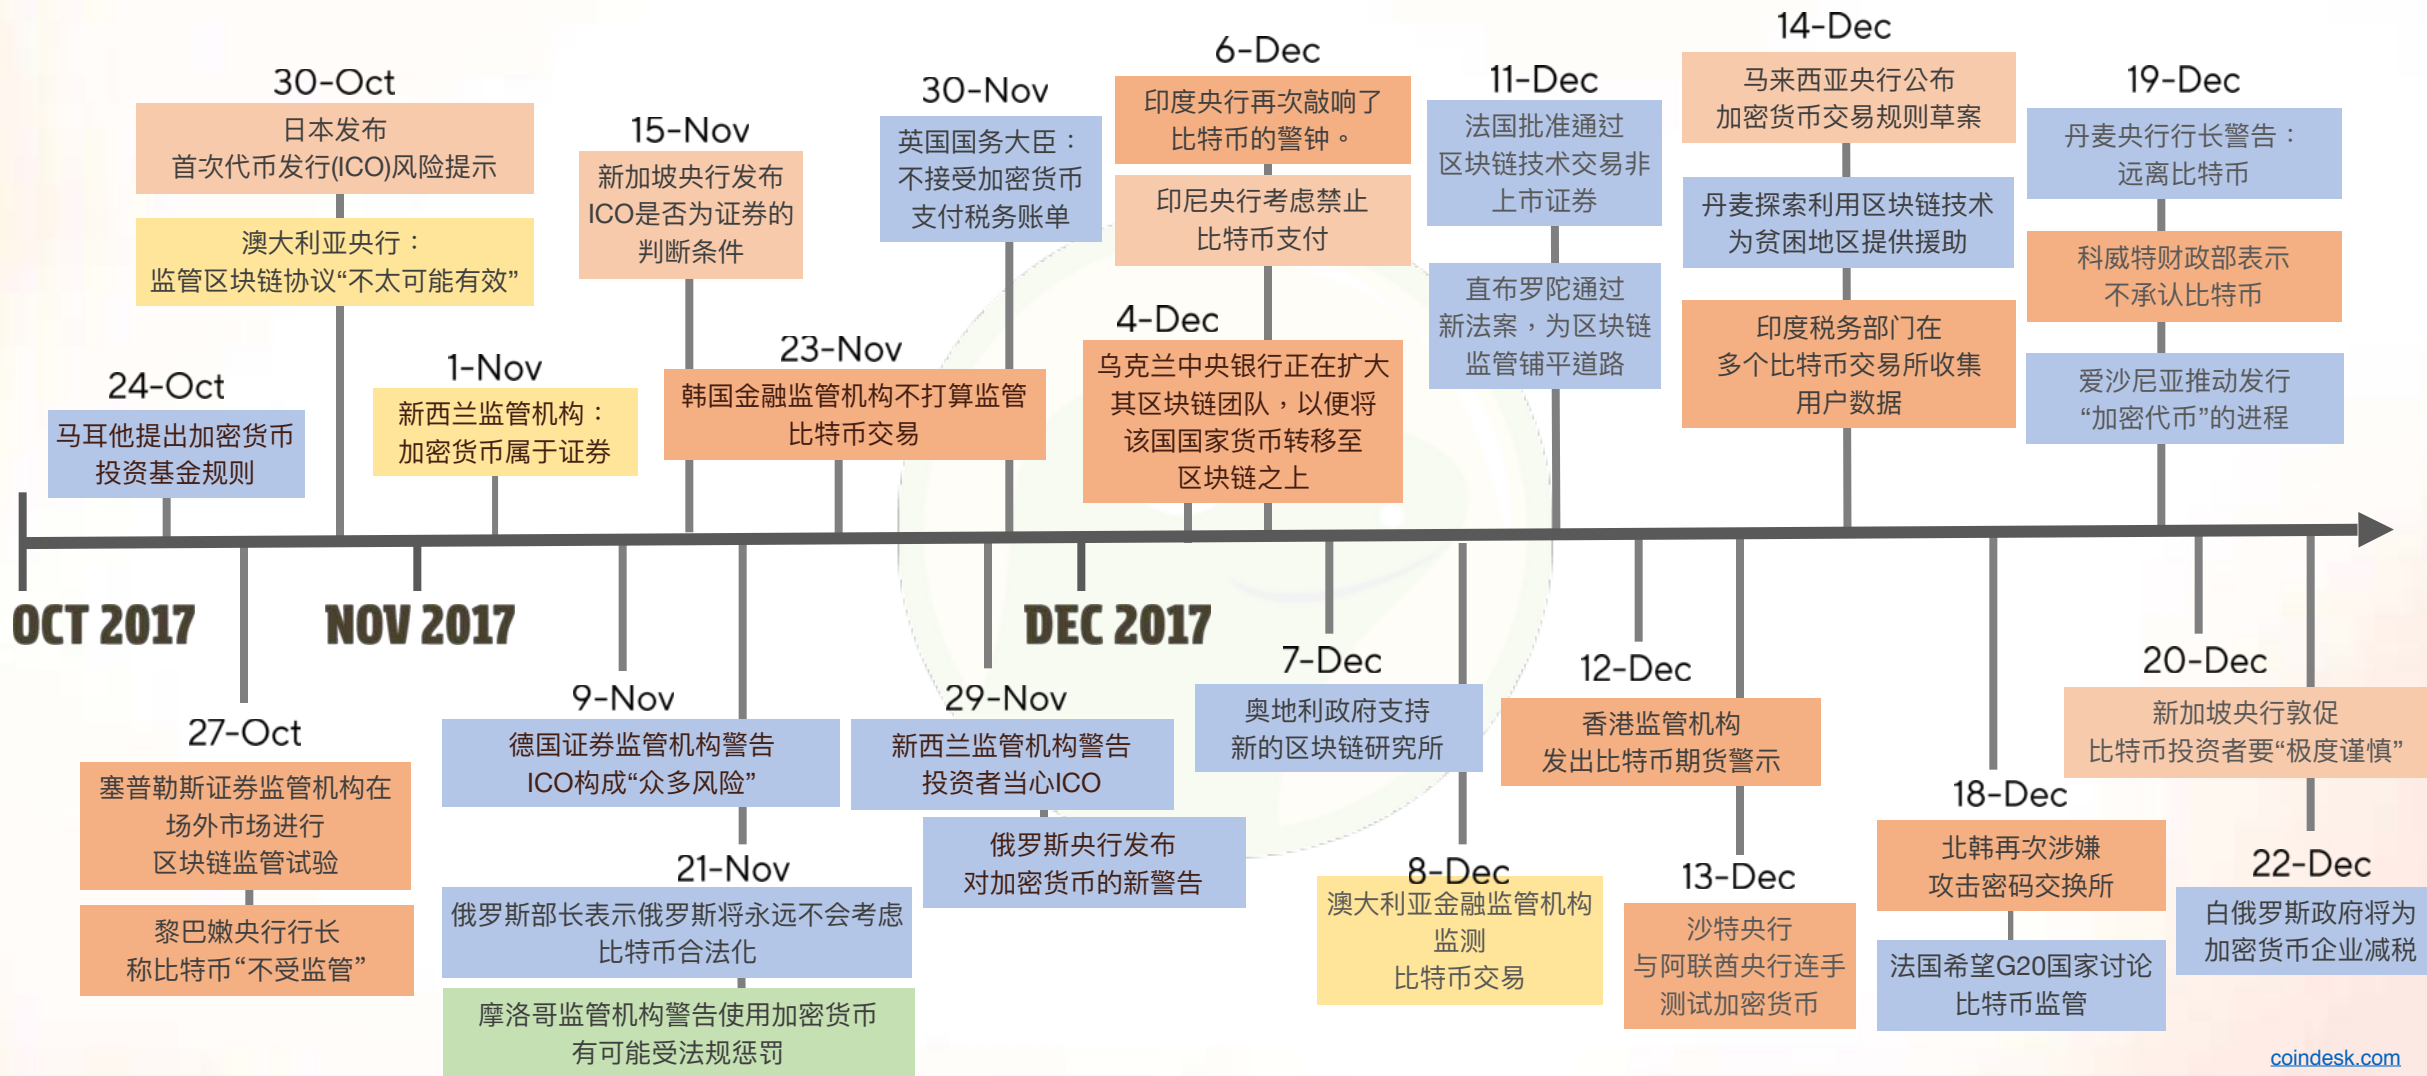 30-Oct
日本发布
首次代币发行(ICO)风险提示
澳大利亚央行：
监管区块链协议“不太可能有效”
24-Oct
马耳他提出加密货币
投资基金规则
1-Nov
新西兰监管机构：
加密货币属于证券
15-Nov
新加坡央行发布
ICO是否为证券的
判断条件
23-Nov
韩国金融监管机构不打算监管
比特币交易
30-Nov
英国国务大臣：
不接受加密货币
支付税务账单
6-Dec
印度央行再次敲响了
比特币的警钟。
印尼央行考虑禁止
比特币支付
4-Dec
乌克兰中央银行正在扩大
其区块链团队，以便将
该国国家货币转移至
区块链之上
11-Dec
法国批准通过
区块链技术交易非
上市证券
直布罗陀通过
新法案，为区块链
监管铺平道路
14-Dec
马来西亚央行公布
加密货币交易规则草案
丹麦探索利用区块链技术
为贫困地区提供援助
印度税务部门在
多个比特币交易所收集
用户数据
19-Dec
丹麦央行行长警告：
远离比特币
科威特财政部表示
不承认比特币
爱沙尼亚推动发行
“加密代币”的进程
OCT 2017
NOV 2017
DEC 2017
27-Oct
塞普勒斯证券监管机构在
场外市场进行
区块链监管试验
黎巴嫩央行行长
称比特币“不受监管”
9-Nov
德国证券监管机构警告
ICO构成“众多风险”
21-Nov
俄罗斯部长表示俄罗斯将永远不会考虑
比特币合法化
摩洛哥监管机构警告使用加密货币
有可能受法规惩罚
29-Nov
新西兰监管机构警告
投资者当心ICO
俄罗斯央行发布
对加密货币的新警告
7-Dec
奥地利政府支持
新的区块链研究所
8-Dec
澳大利亚金融监管机构
监测
比特币交易
12-Dec
香港监管机构
发出比特币期货警示
13-Dec
沙特央行
与阿联酋央行连手
测试加密货币
18-Dec
北韩再次涉嫌
攻击密码交换所
法国希望G20国家讨论
比特币监管
20-Dec
新加坡央行敦促
比特币投资者要“极度谨慎”
22-Dec
白俄罗斯政府将为
加密货币企业减税
coindesk.com